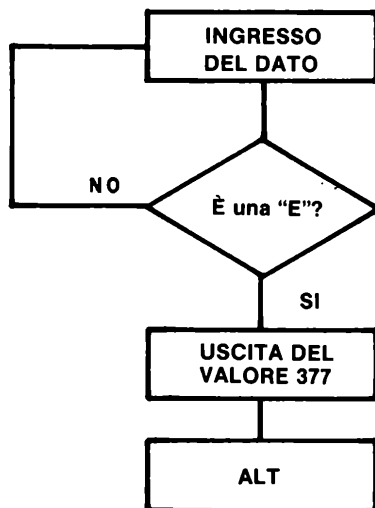 INGRESSO
DEL DATO
NO
È una “E”?
SI
USCITA DEL
VALORE 377
ALT